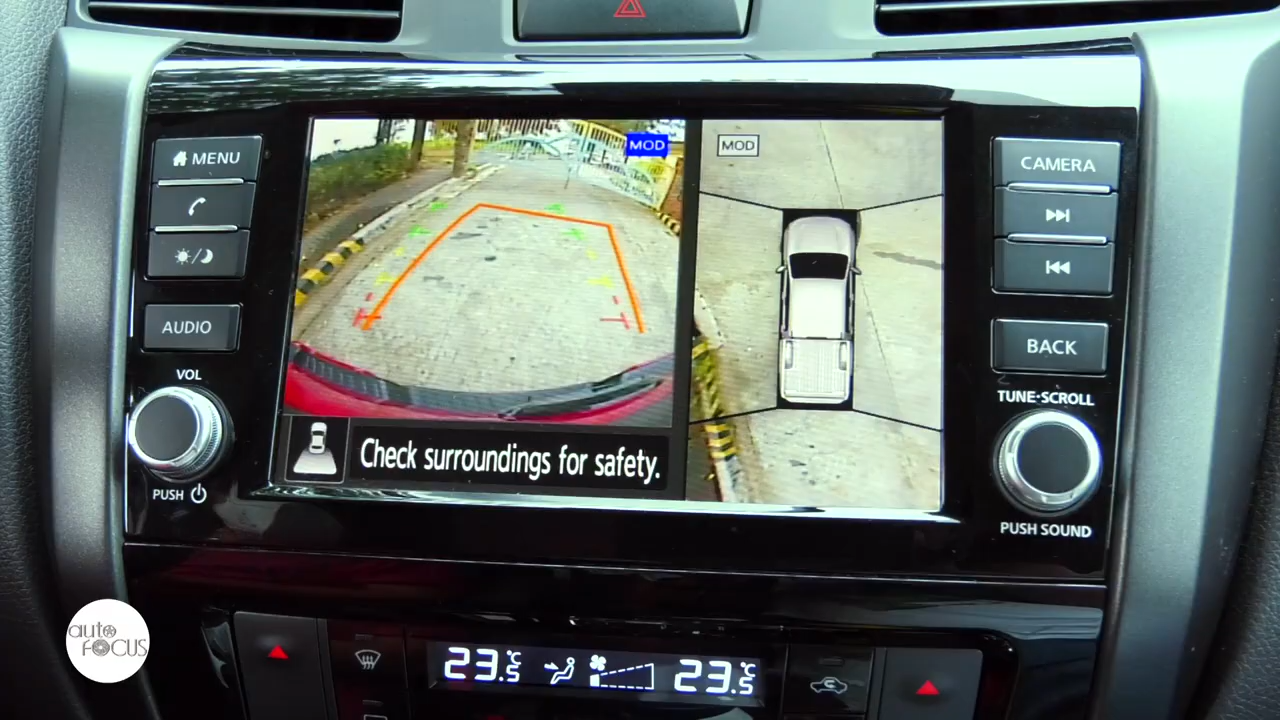 MENU
AUDIO
VOL
PUSH
MOD
MOD
Check surroundings for safety.
CAMERA
BACK
TUNE·SCROLL
PUSH SOUND
23.5°C
23.5°C
auto
FOCUS